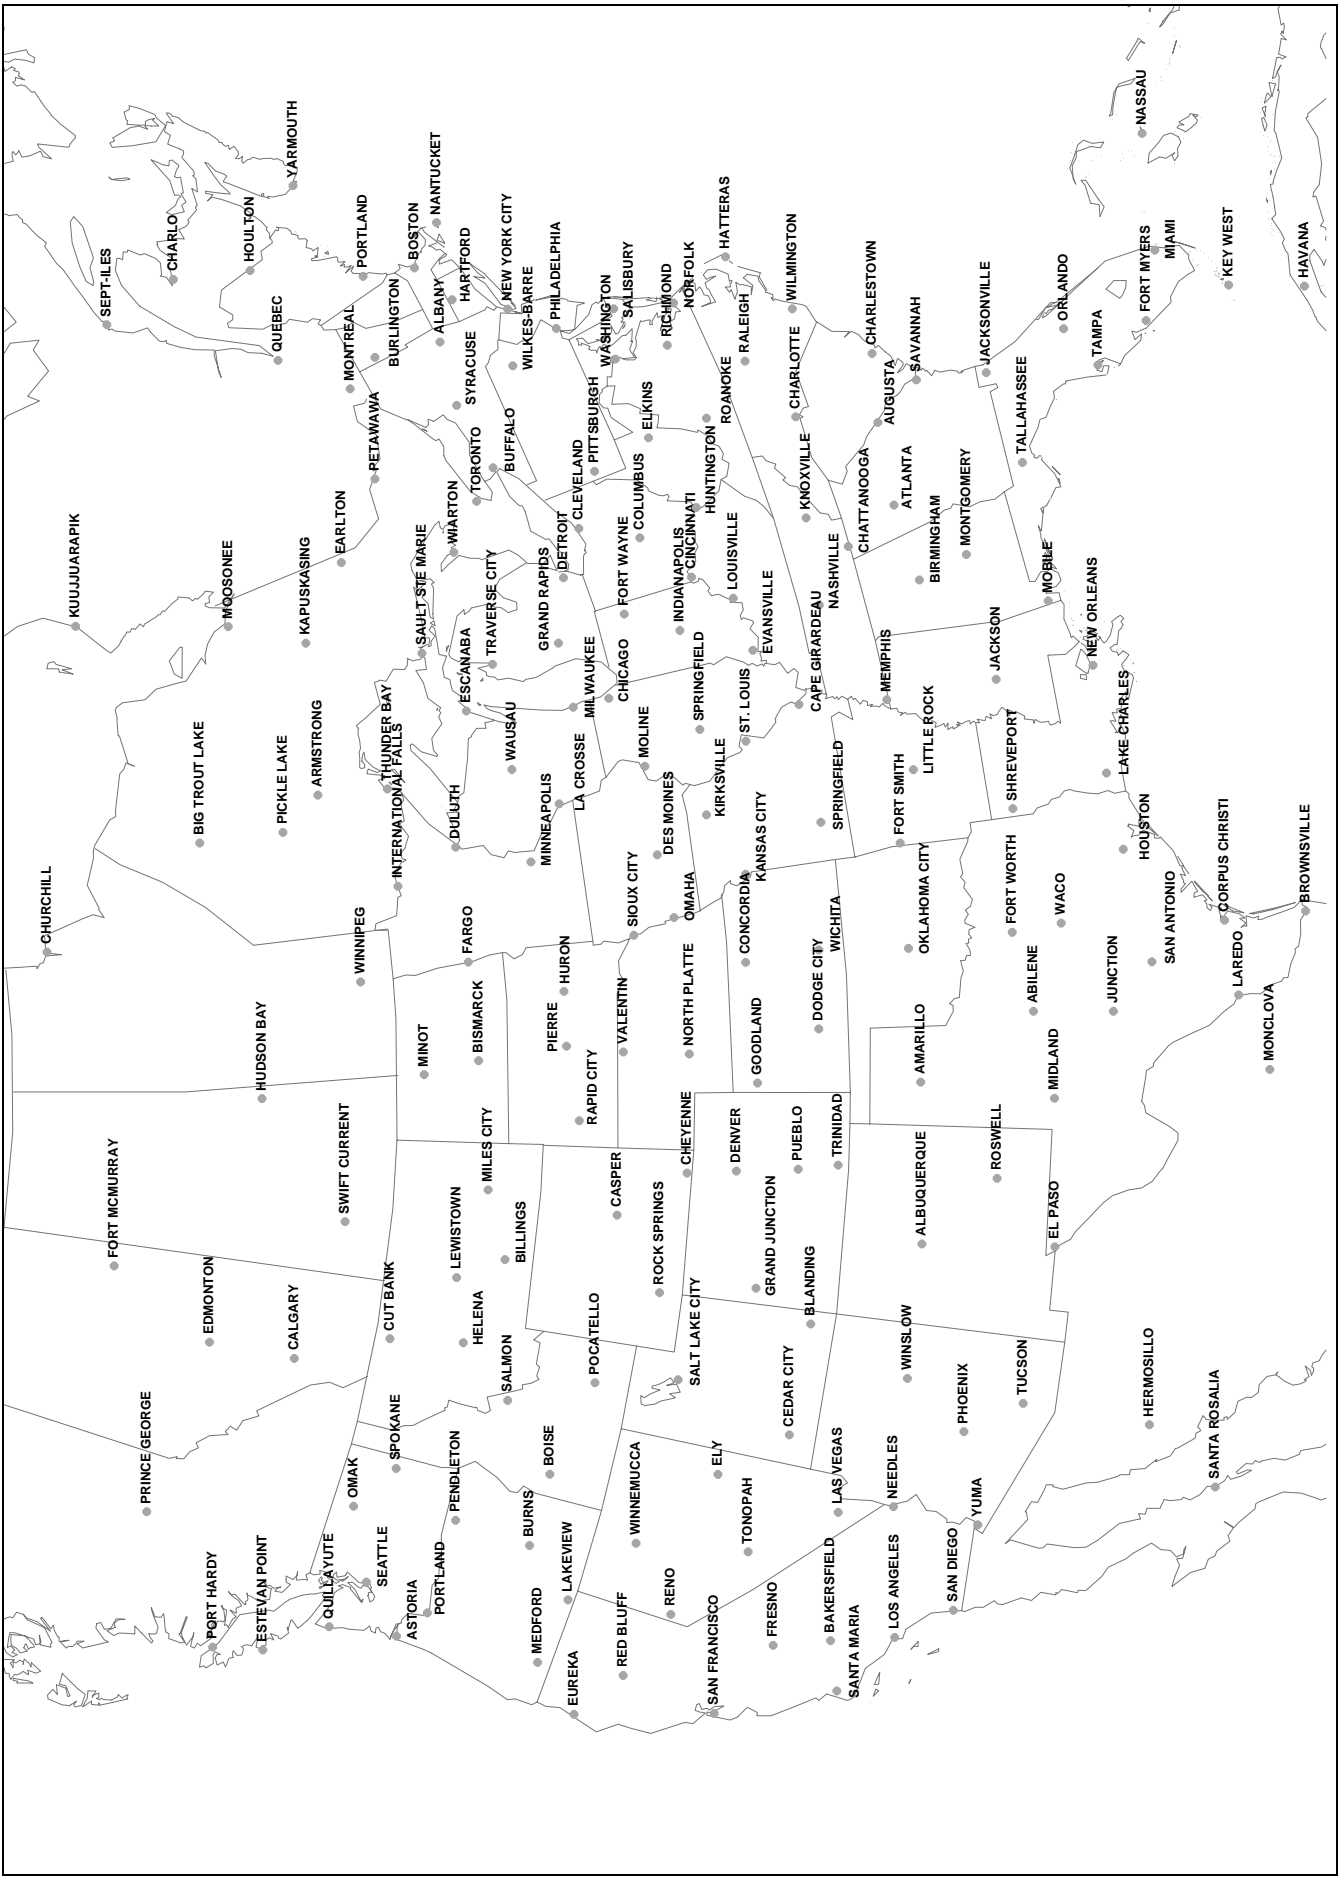 CHURCHILL
KUUJUARAPIK
SEPT-ILES
FORT MCMURRAY
PRINCE GEORGE
CHARLO
BIG TROUT LAKE
EDMONTON
PORT HARDY
MOOSONEE
HOULTON
HUDSON BAY
ESTEVAN POINT
QUEBEC
PICKLE LAKE
YARMOUTH
CALGARY
KAPUSKASING
ARMSTRONG
QUILLAYUTE
EARLTON
MONTREAL
SWIFT CURRENT
OMAK
PORTLAND
WINNIPEG
SEATTLE
PETAWAWA
BURLINGTON
THUNDER BAY
INTERNATIONAL FALLS
CUT BANK
SPOKANE
ASTORIA
BOSTON
SAULT STE MARIE
MINOT
NANTUCKET
PORTLAND
ALBANY
WIARTON
HARTFORD
DULUTH
LEWISTOWN
PENDLETON
SYRACUSE
ESCANABA
FARGO
HELENA
TORONTO
BISMARCK
MILES CITY
TRAVERSE CITY
BUFFALO
NEW YORK CITY
WAUSAU
BILLINGS
SALMON
WILKES-BARRE
BURNS
MEDFORD
MINNEAPOLIS
GRAND RAPIDS
BOISE
PHILADELPHIA
DETROIT
PIERRE
HURON
LAKEVIEW
EUREKA
CLEVELAND
LA CROSSE
MILWAUKEE
RAPID CITY
PITTSBURGH
POCATELLO
WASHINGTON
SALISBURY
CHICAGO
FORT WAYNE
CASPER
VALENTIN
RED BLUFF
SIOUX CITY
WINNEMUCCA
COLUMBUS
MOLINE
ELKINS
RICHMOND
DES MOINES
ROCK SPRINGS
RENO
NORFOLK
INDIANAPOLIS
CINCINNATI
OMAHA
NORTH PLATTE
CHEYENNE
SALT LAKE CITY
SPRINGFIELD
HUNTINGTON
KIRKSVILLE
ELY
SAN FRANCISCO
HATTERAS
ROANOKE
LOUISVILLE
DENVER
RALEIGH
ST. LOUIS
CONCORDIA
TONOPAH
GOODLAND
KANSAS CITY
EVANSVILLE
GRAND JUNCTION
FRESNO
WILMINGTON
CHARLOTTE
CEDAR CITY
PUEBLO
KNOXVILLE
BLANDING
CAPE GIRARDEAU
DODGE CITY
NASHVILLE
WICHITA
SPRINGFIELD
TRINIDAD
LAS VEGAS
BAKERSFIELD
SANTA MARIA
CHATTANOOGA
CHARLESTOWN
MEMPHIS
AUGUSTA
NEEDLES
LOS ANGELES
FORT SMITH
ATLANTA
WINSLOW
SAVANNAH
LITTLE ROCK
OKLAHOMA CITY
AMARILLO
ALBUQUERQUE
BIRMINGHAM
SAN DIEGO
MONTGOMERY
PHOENIX
YUMA
JACKSONVILLE
JACKSON
ROSWELL
SHREVEPORT
FORT WORTH
TALLAHASSEE
TUCSON
ABILENE
MOBILE
MIDLAND
EL PASO
ORLANDO
WACO
NEW ORLEANS
TAMPA
JUNCTION
LAKE CHARLES
HOUSTON
NASSAU
FORT MYERS
HERMOSILLO
MIAMI
SAN ANTONIO
SANTA ROSALIA
CORPUS CHRISTI
KEY WEST
LAREDO
MONCLOVA
HAVANA
BROWNSVILLE